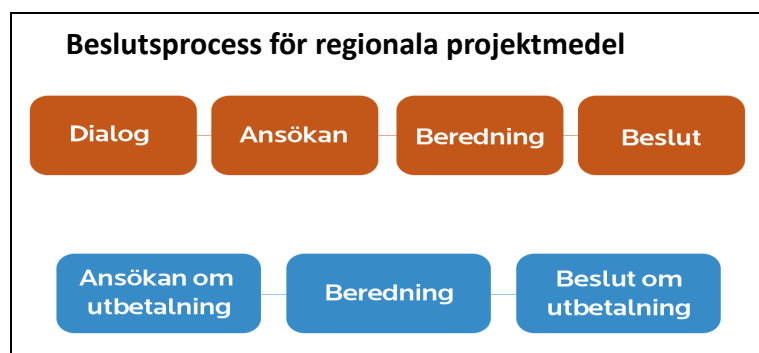 Beslutsprocess för regionala projektmedel
Dialog
Ansökan
Beredning
Beslut
Ansökan om
utbetalning
Beredning
Beslut om
utbetalning